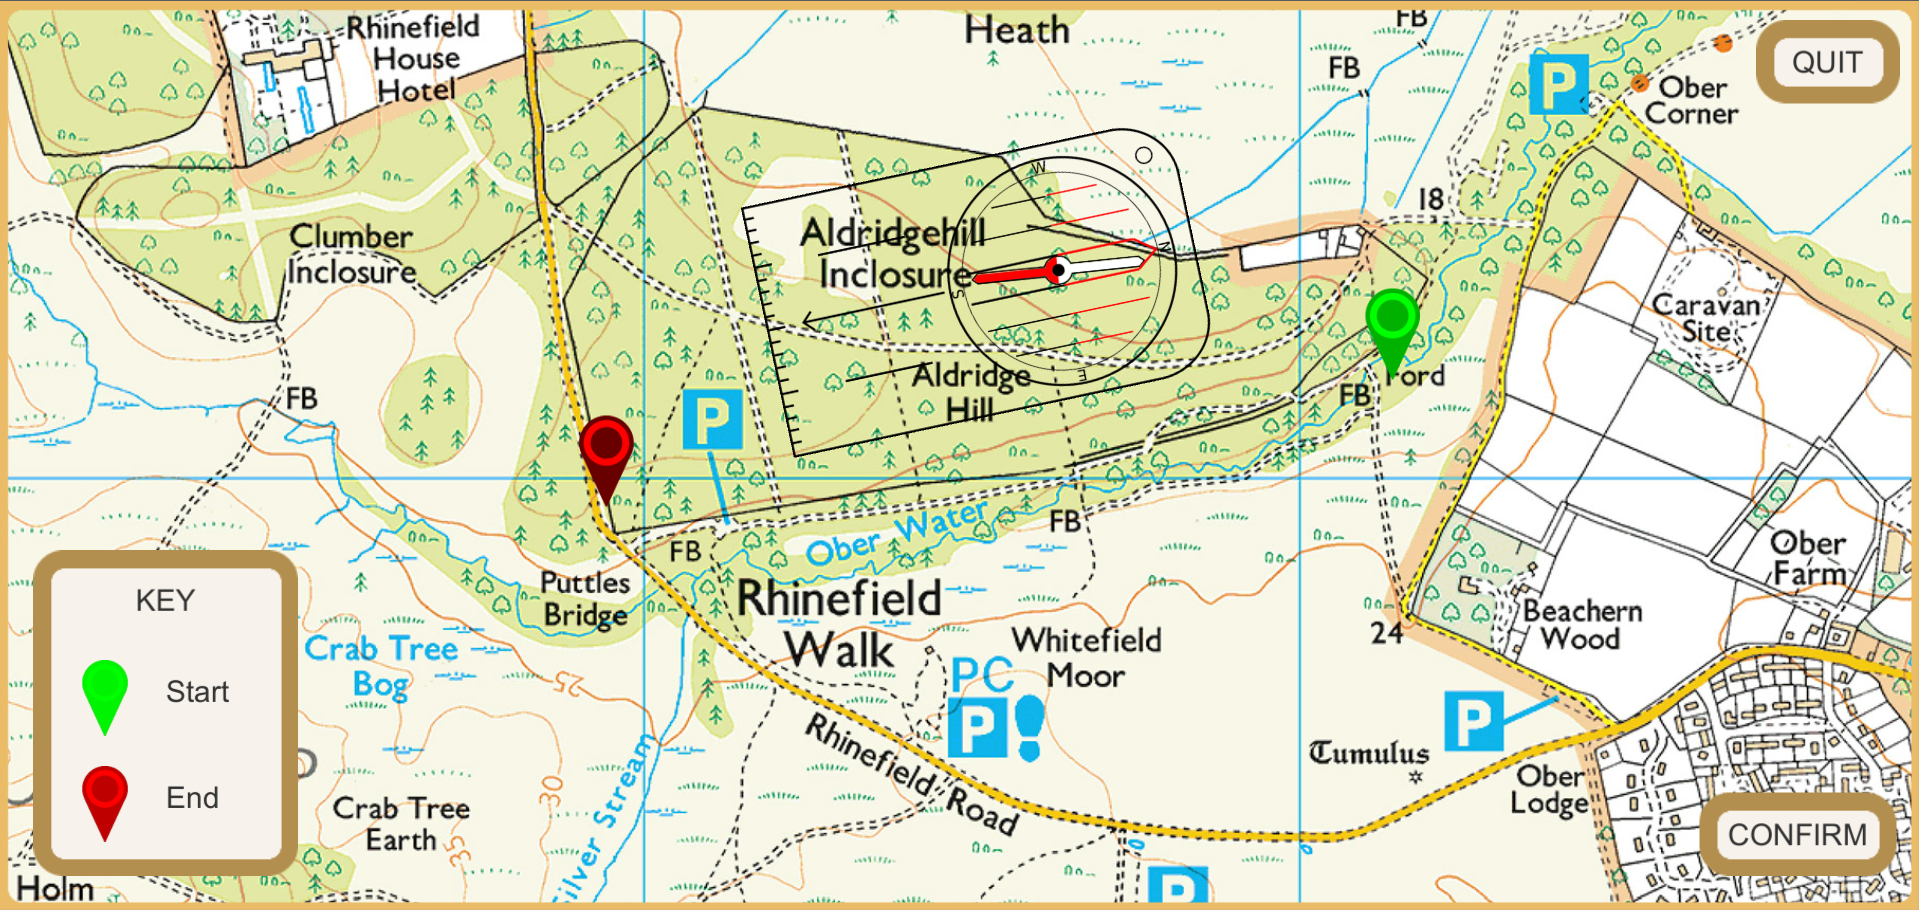 Rhinefield
House
Hotel
Heath
FB
FB
P
QUIT
Ober
Corner
W
18
N
Clumber
Inclosure
Aldridgehill
Inclosure
S
Caravan
Site
E
Aldridge
Hill
Ford
FB
FB
P
Ober Water
FB
FB
Ober
Farm
Puttles
Bridge
Rhinefield
Walk
Beachern
Wood
24
KEY
Start
End
Crab Tree
Bog
25
Whitefield
Moor
PC
P
P
Rhinefield Road
Tumulus
Ober
Lodge
30
35
Crab Tree
Earth
Silver Stream
CONFIRM
P
Holm